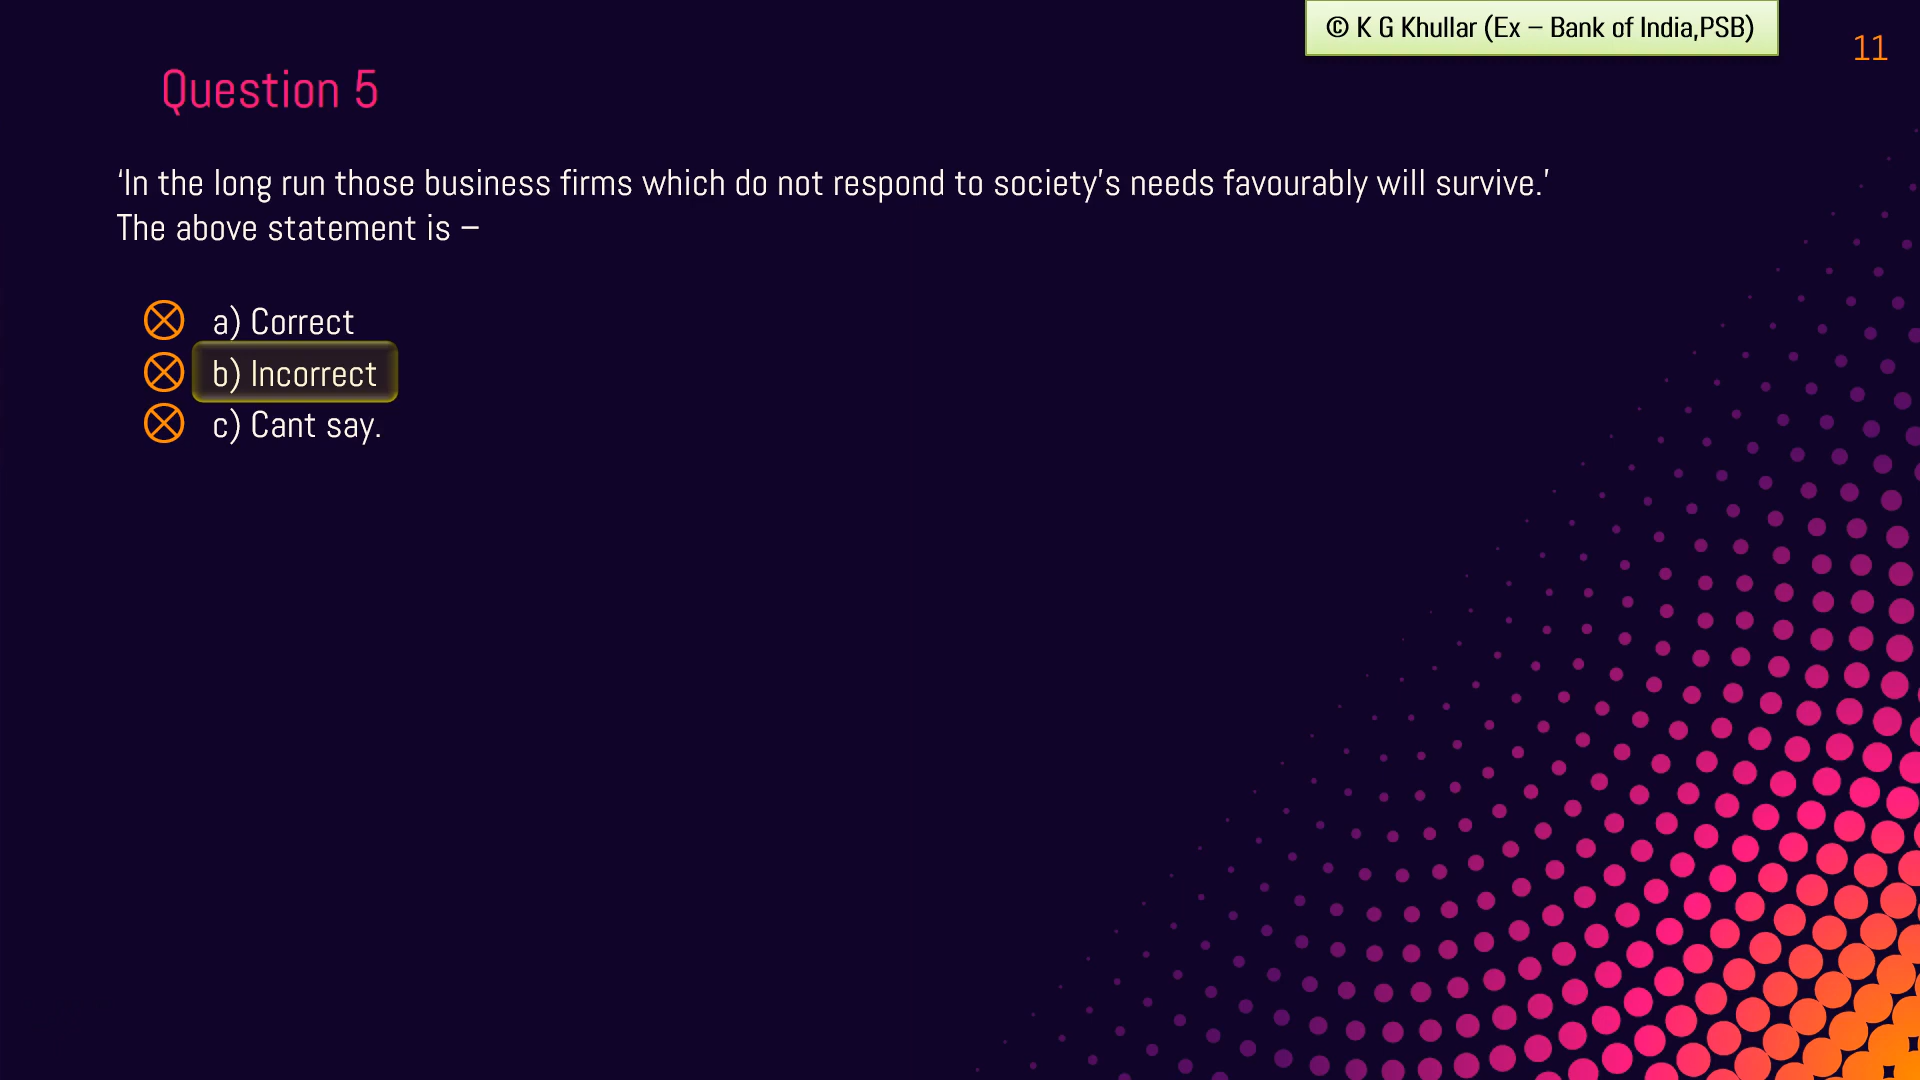 © K G Khullar (Ex – Bank of India,PSB)
11
Question 5
‘In the long run those business firms which do not respond to society’s needs favourably will survive.’
The above statement is –
a) Correct
b) Incorrect
c) Cant say.